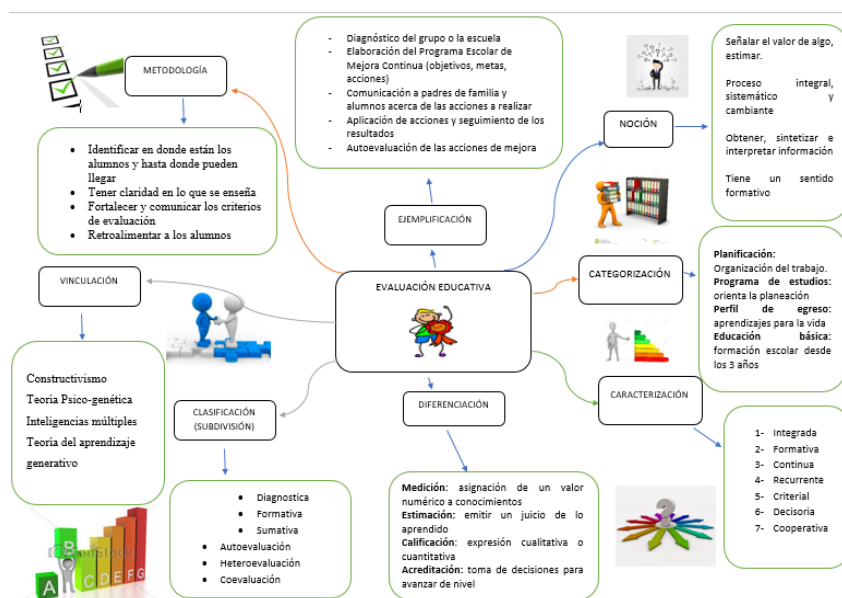 METODOLOGÍA
• Identificar en donde están los
alumnos y hasta donde pueden
llegar
• Tener claridad en lo que se enseña
• Fortalecer y comunicar los criterios
de evaluación
• Retroalimentar a los alumnos
- Diagnóstico del grupo o la escuela
- Elaboración del Programa Escolar de
Mejora Continua (objetivos, metas,
acciones)
- Comunicación a padres de familia y
alumnos acerca de las acciones a realizar
- Aplicación de acciones y seguimiento de los
resultados
- Autoevaluación de las acciones de mejora
EJEMPLIFICACIÓN
NOCIÓN
Señalar el valor de algo,
estimar.
Proceso integral,
sistemático y
cambiante
Obtener, sintetizar e
interpretar información
Tiene un sentido
formativo
EVALUACIÓN EDUCATIVA
CATEGORIZACIÓN
Planificación:
Organización del trabajo.
Programa de estudios:
orienta la planeación
Perfil de egreso:
aprendizajes para la vida
Educación básica:
formación escolar desde
los 3 años
VINCULACIÓN
Constructivismo
Teoría Psico-genética
Inteligencias múltiples
Teoría del aprendizaje
generativo
CLASIFICACIÓN
(SUBDIVISIÓN)
• Diagnostica
• Formativa
• Sumativa
• Autoevaluación
• Heteroevaluación
• Coevaluación
DIFERENCIACIÓN
Medición: asignación de un valor
numérico a conocimientos
Estimación: emitir un juicio de lo
aprendido
Calificación: expresión cualitativa o
cuantitativa
Acreditación: toma de decisiones para
avanzar de nivel
CARACTERIZACIÓN
1- Integrada
2- Formativa
3- Continua
4- Recurrente
5- Criterial
6- Decisoria
7- Cooperativa
A B C D E F G